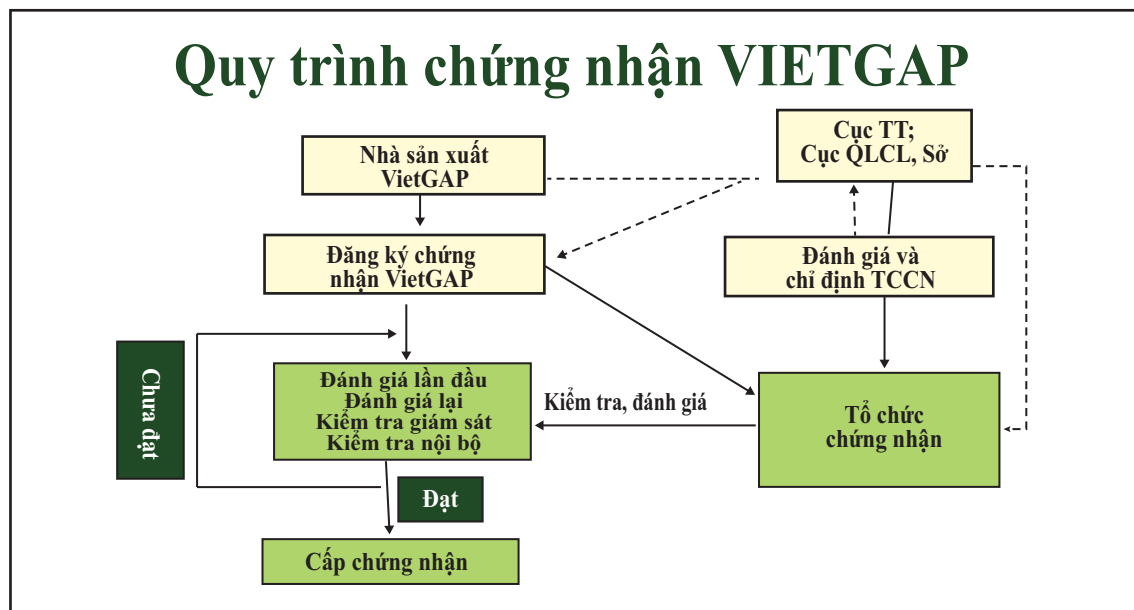 Quy trình chứng nhận VIETGAP
Nhà sản xuất
VietGAP
Cục TT;
Cục QLCL, Sở
Đăng ký chứng
nhận VietGAP
Đánh giá và
chỉ định TCCN
Chưa đạt
Đánh giá lần đầu
Đánh giá lại
Kiểm tra giám sát
Kiểm tra nội bộ
Kiểm tra, đánh giá
Tổ chức
chứng nhận
Đạt
Cấp chứng nhận